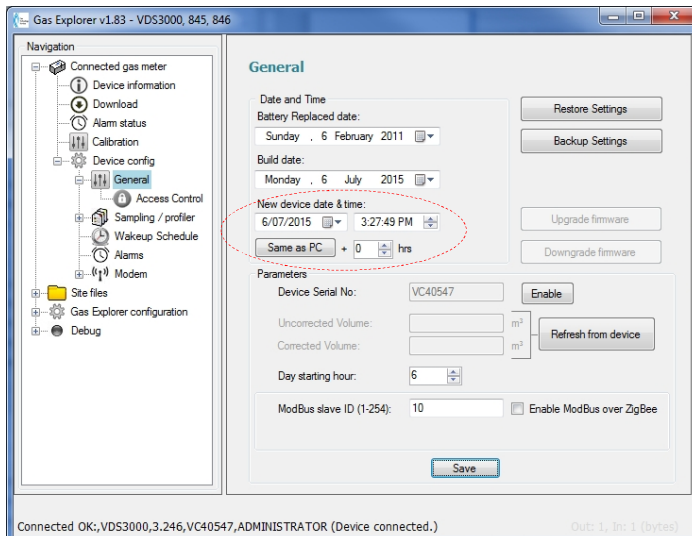 Gas Explorer v1.83 - VDS3000, 845, 846
Navigation
Connected gas meter
Device information
Download
Alarm status
Calibration
Device config
General
Access Control
Sampling / profiler
Wakeup Schedule
Alarms
Modem
Site files
Gas Explorer configuration
Debug
General
Date and Time
Battery Replaced date:
Sunday , 6 February 2011
Build date:
Monday , 6 July 2015
New device date & time:
6/07/2015 3:27:49 PM
Same as PC + 0 hrs
Restore Settings
Backup Settings
Upgrade firmware
Downgrade firmware
Parameters
Device Serial No: VC40547 Enable
Uncorrected Volume: m³
Corrected Volume: m³
Refresh from device
Day starting hour: 6
ModBus slave ID (1-254): 10 Enable ModBus over ZigBee
Save
Connected OK:,VDS3000,3.246,VC40547,ADMINISTRATOR (Device connected.) Out: 1, In: 1 (bytes)